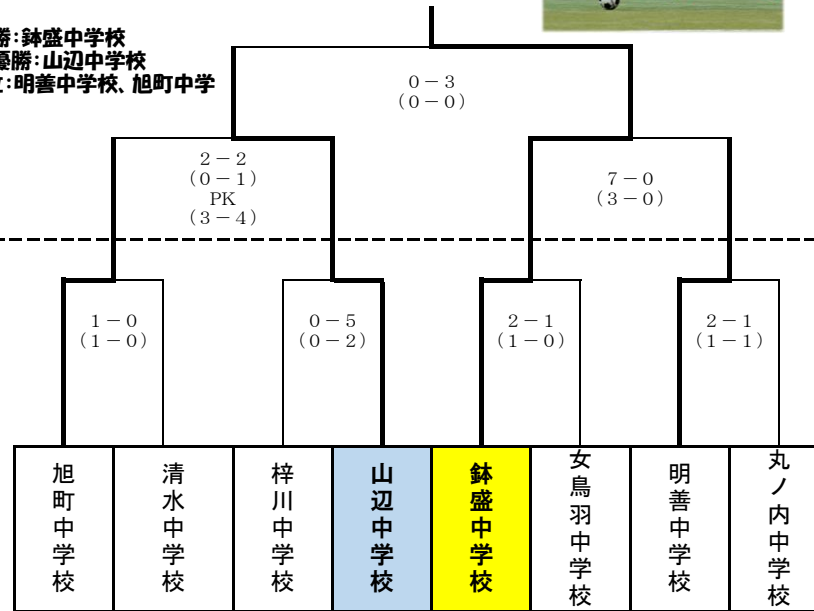 勝：鉢盛中学校
優勝：山辺中学校
位：明善中学校、旭町中学
０－３
（０－０）
２－２
（０－１）
PK
（３－４）
７－０
（３－０）
１－０
（１－０）
０－５
（０－２）
２－１
（１－０）
２－１
（１－１）
旭町中学校
清水中学校
梓川中学校
山辺中学校
鉢盛中学校
女鳥羽中学校
明善中学校
丸ノ内中学校